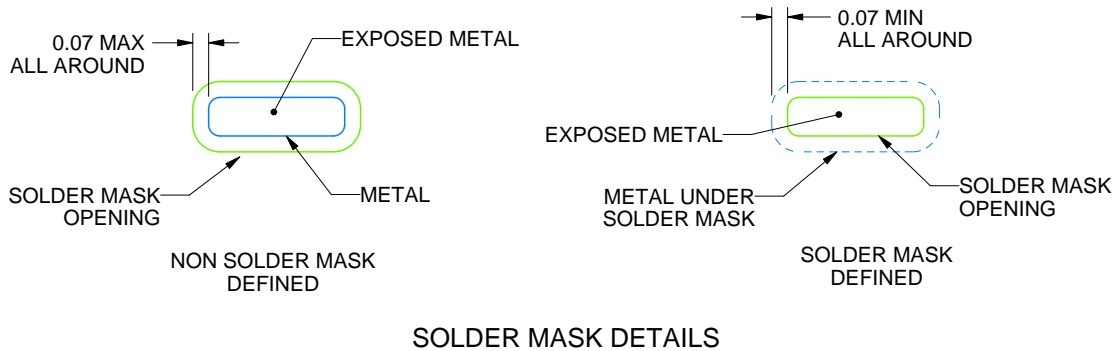 0.07 MAX
ALL AROUND
EXPOSED METAL
SOLDER MASK
OPENING
METAL
NON SOLDER MASK
DEFINED
0.07 MIN
ALL AROUND
EXPOSED METAL
METAL UNDER
SOLDER MASK
SOLDER MASK
OPENING
SOLDER MASK
DEFINED
SOLDER MASK DETAILS